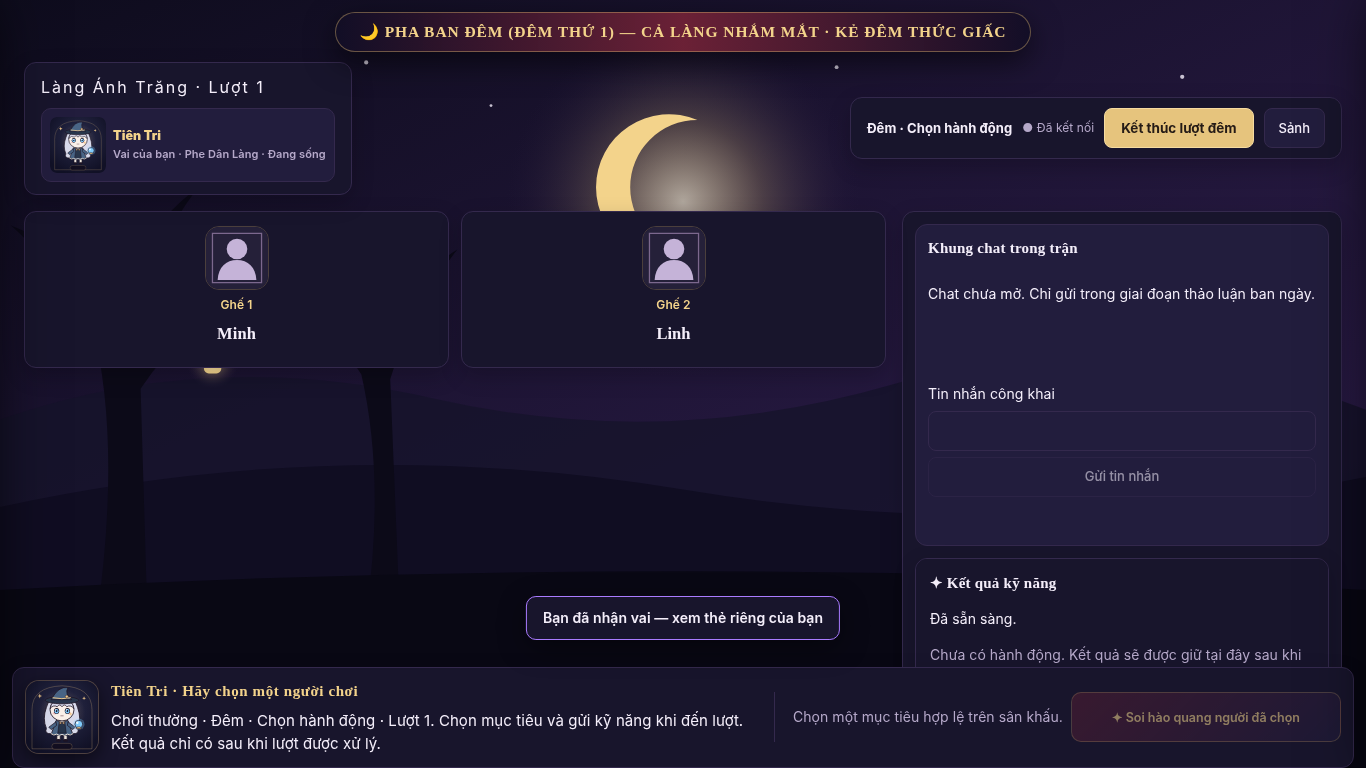 🌙 PHA BAN ĐÊM (ĐÊM THỨ 1) — CẢ LÀNG NHẮM MẮT · KẺ ĐÊM THỨC GIẤC
Làng Ánh Trăng · Lượt 1
Tiên Tri
Vai của bạn · Phe Dân Làng · Đang sống
Đêm · Chọn hành động
Đã kết nối
Kết thúc lượt đêm
Sảnh
Ghế 1
Minh
Ghế 2
Linh
Khung chat trong trận
Chat chưa mở. Chỉ gửi trong giai đoạn thảo luận ban ngày.
Tin nhắn công khai
Gửi tin nhắn
✦ Kết quả kỹ năng
Đã sẵn sàng.
Chưa có hành động. Kết quả sẽ được giữ tại đây sau khi
Bạn đã nhận vai — xem thẻ riêng của bạn
Tiên Tri · Hãy chọn một người chơi
Chơi thường · Đêm · Chọn hành động · Lượt 1. Chọn mục tiêu và gửi kỹ năng khi đến lượt.
Kết quả chỉ có sau khi lượt được xử lý.
Chọn một mục tiêu hợp lệ trên sân khấu.
✦ Soi hào quang người đã chọn